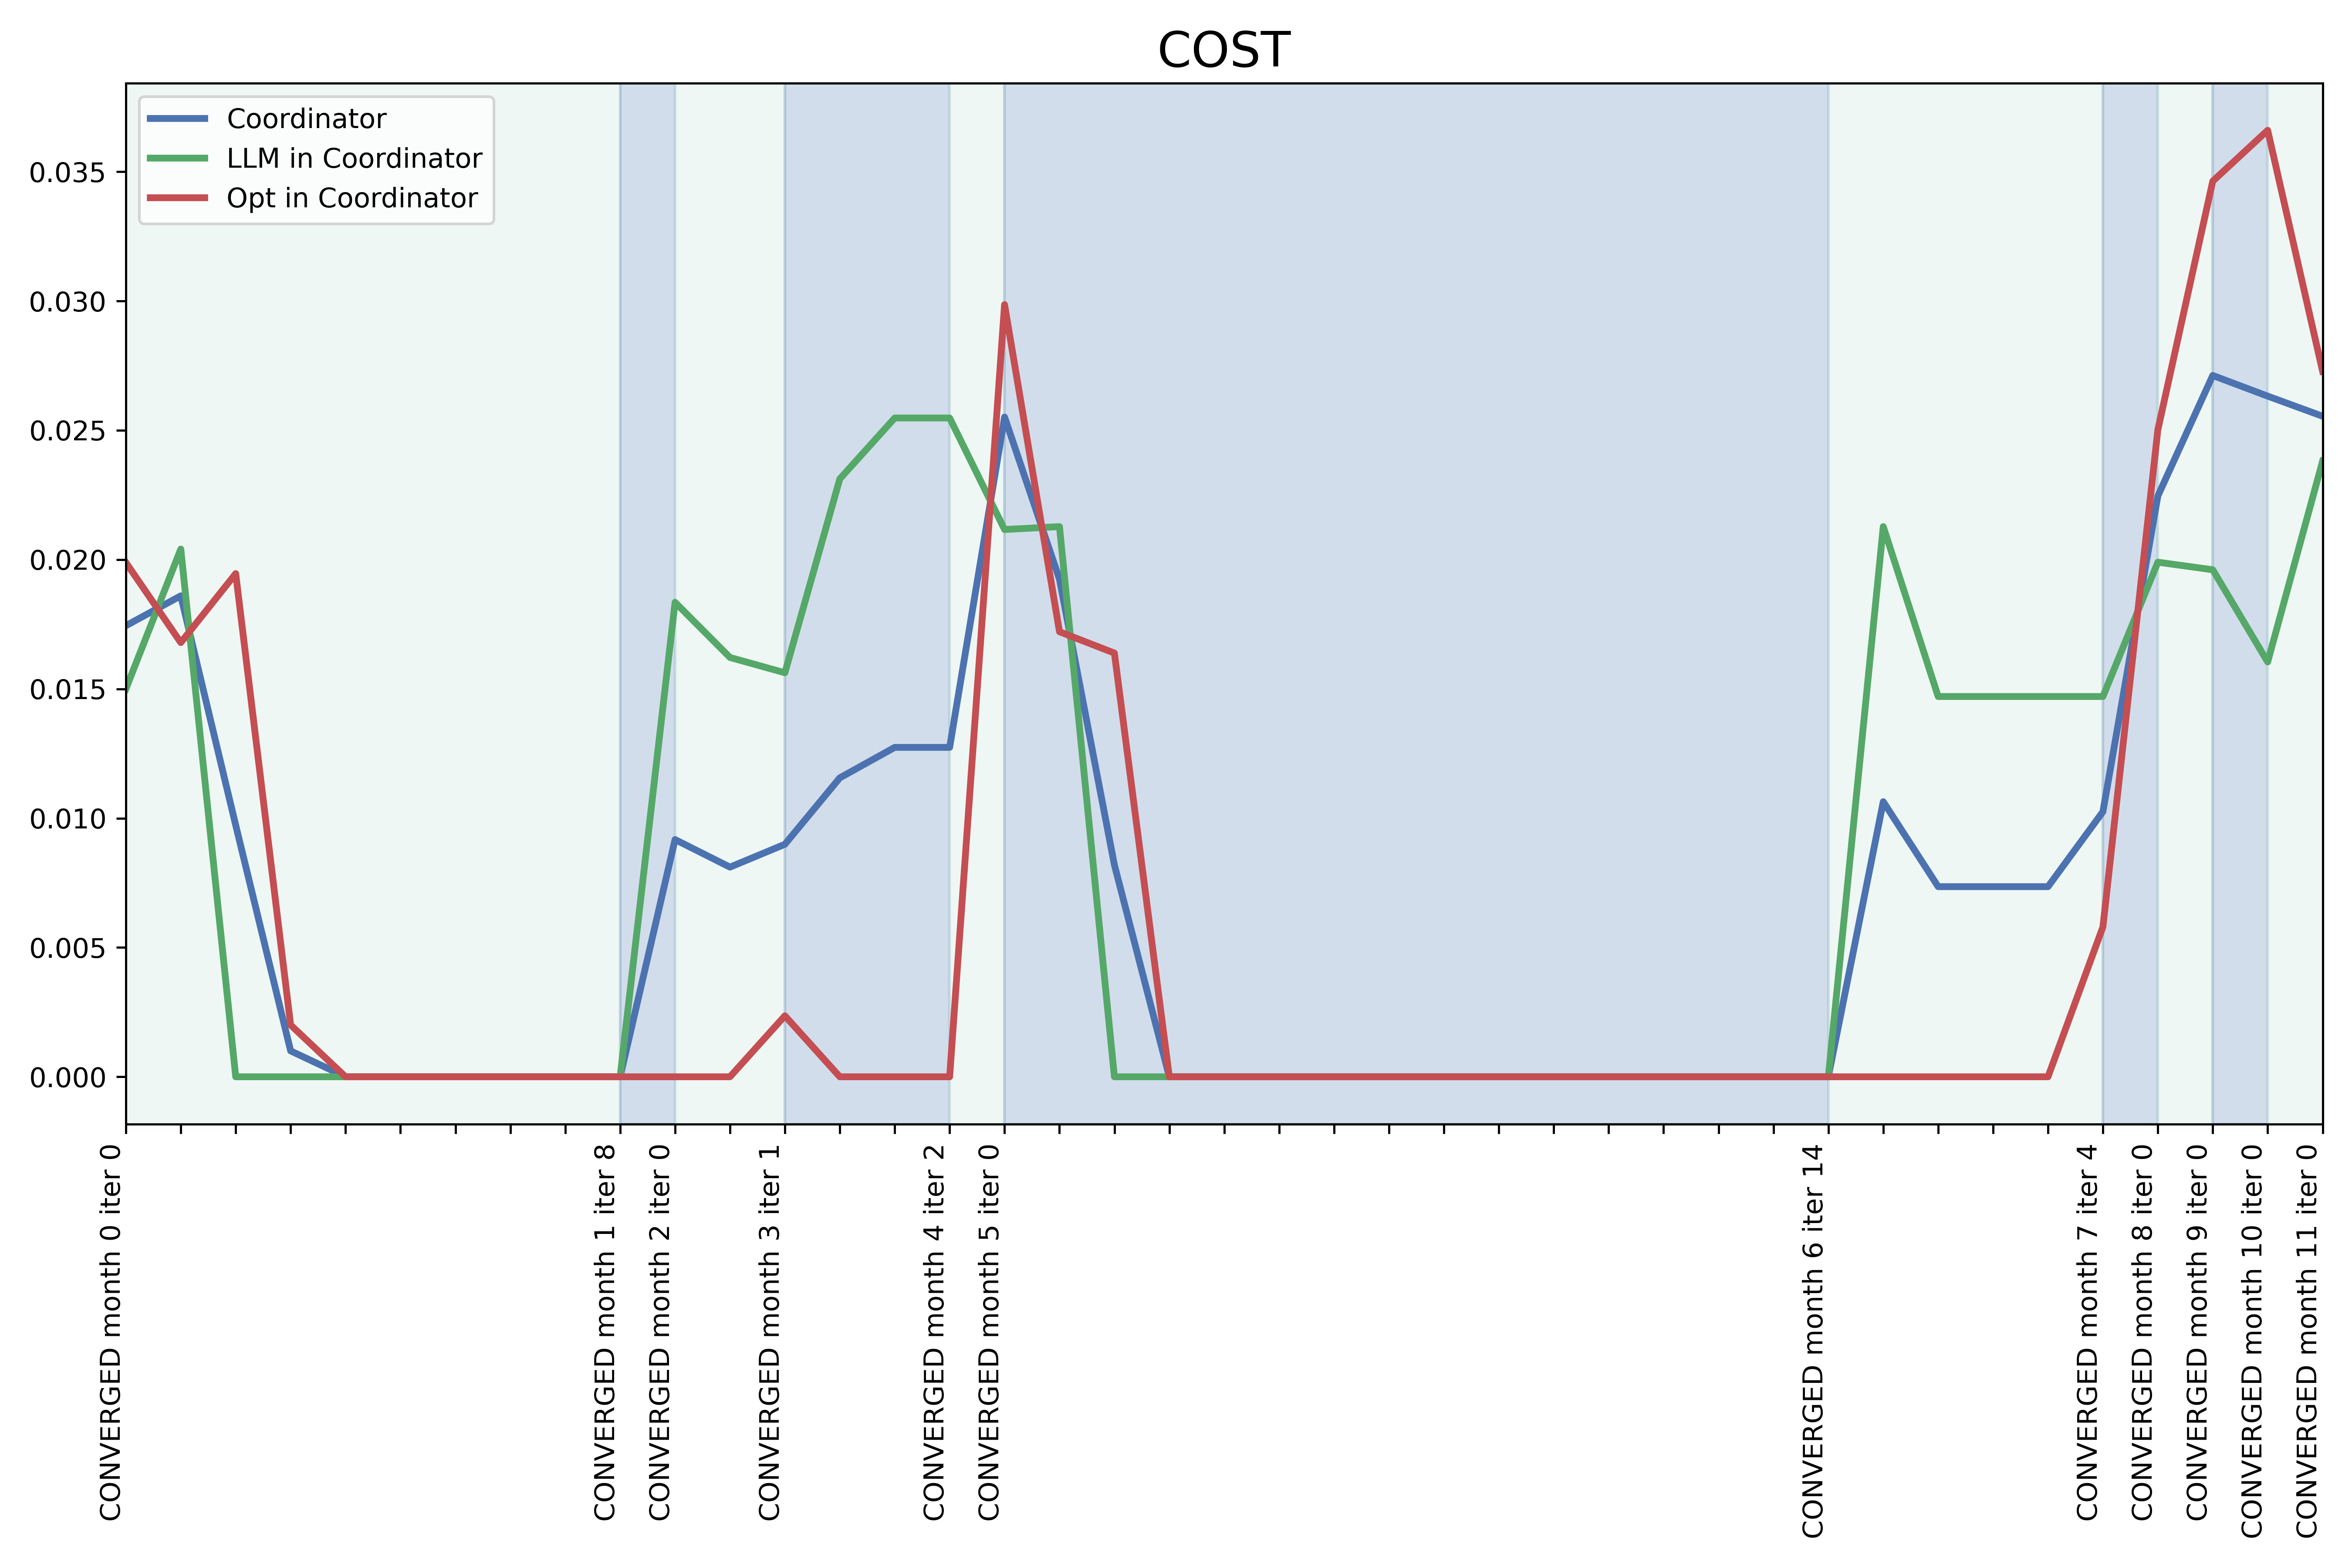 COST
Coordinator
LLM in Coordinator
Opt in Coordinator
0.035
0.030
0.025
0.020
0.015
0.010
0.005
0.000
CONVERGED month 0 iter 0
CONVERGED month 1 iter 8
CONVERGED month 2 iter 0
CONVERGED month 3 iter 1
CONVERGED month 4 iter 2
CONVERGED month 5 iter 0
CONVERGED month 6 iter 14
CONVERGED month 7 iter 4
CONVERGED month 8 iter 0
CONVERGED month 9 iter 0
CONVERGED month 10 iter 0
CONVERGED month 11 iter 0